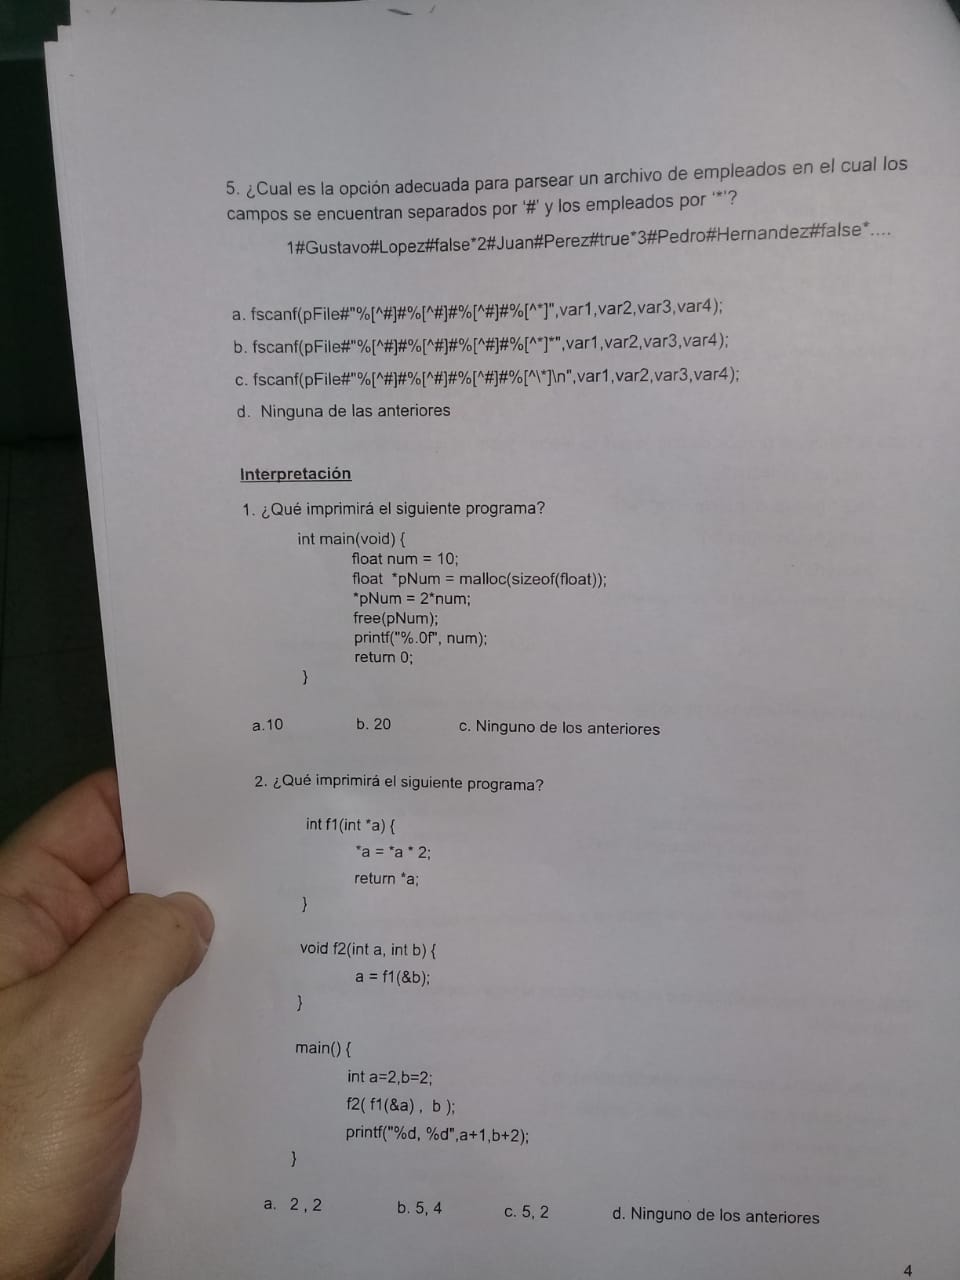 5. ¿Cual es la opción adecuada para parsear un archivo de empleados en el cual los
campos se encuentran separados por '#' y los empleados por '*'?
1#Gustavo#Lopez#false*2#Juan#Perez#true*3#Pedro#Hernandez#false*....
a. fscanf(pFile#"%[^#]#%[^#]#%[^#]#%[^*]",var1,var2,var3,var4);
b. fscanf(pFile#"%[^#]#%[^#]#%[^#]#%[^*]*",var1,var2,var3,var4);
c. fscanf(pFile#"%[^#]#%[^#]#%[^#]#%[^\*]\n",var1,var2,var3,var4);
d. Ninguna de las anteriores
Interpretación
1. ¿Qué imprimirá el siguiente programa?
int main(void) {
float num = 10;
float *pNum = malloc(sizeof(float));
*pNum = 2*num;
free(pNum);
printf("%.0f", num);
return 0;
}
a.10 b. 20 c. Ninguno de los anteriores
2. ¿Qué imprimirá el siguiente programa?
int f1(int *a) {
*a = *a * 2;
return *a;
}
void f2(int a, int b) {
a = f1(&b);
}
main() {
int a=2,b=2;
f2( f1(&a) , b );
printf("%d, %d",a+1,b+2);
}
a. 2 , 2 b. 5, 4 c. 5, 2 d. Ninguno de los anteriores
4